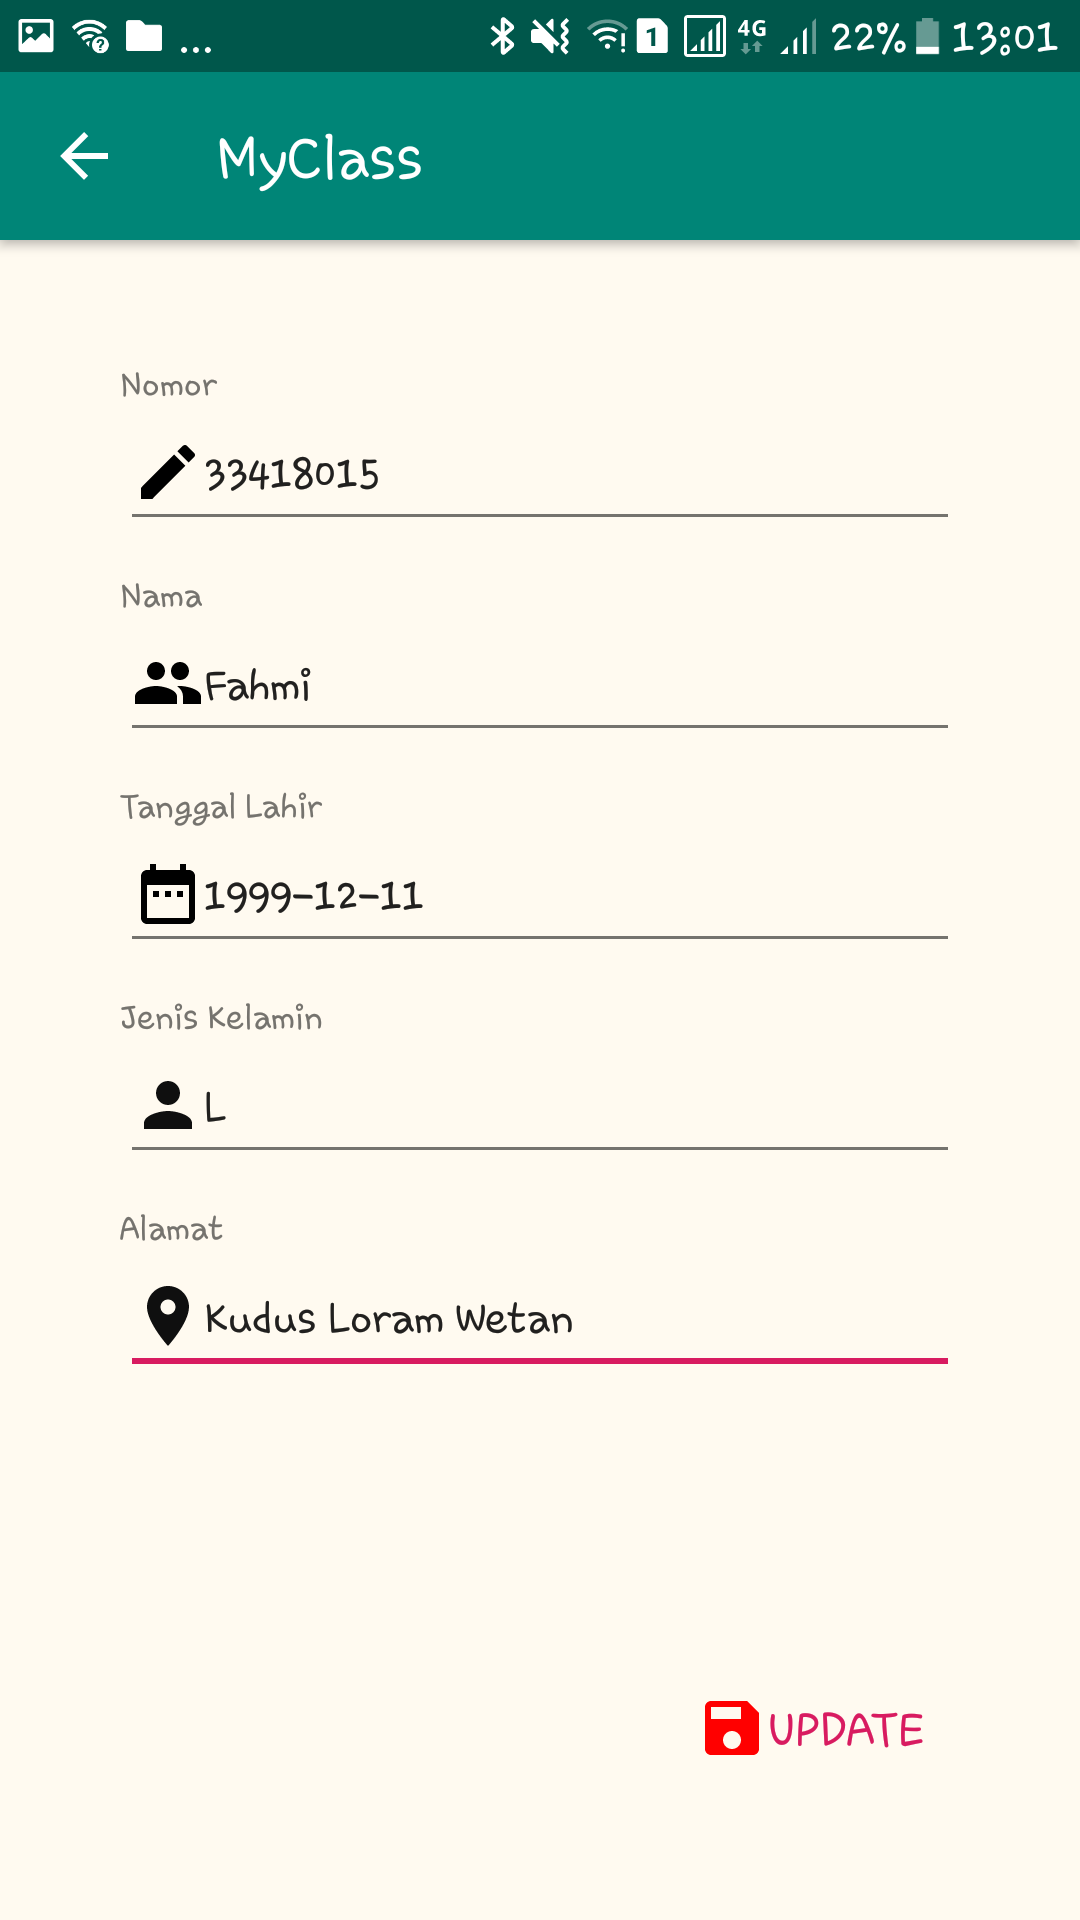 ... 1 4G 22% 13:01
MyClass
Nomor
33418015
Nama
Fahmi
Tanggal Lahir
1999-12-11
Jenis Kelamin
L
Alamat
Kudus Loram Wetan
UPDATE